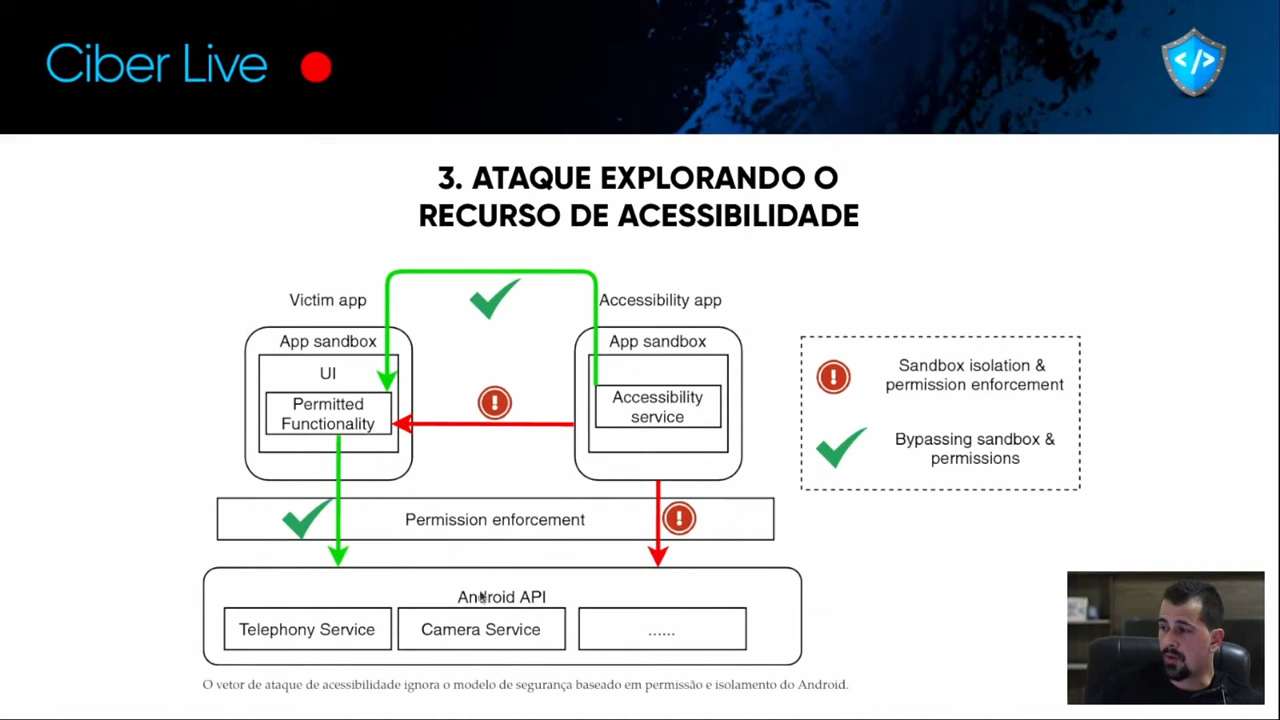 Ciber Live
</>
3. ATAQUE EXPLORANDO O
RECURSO DE ACESSIBILIDADE
Victim app
Accessibility app
App sandbox
App sandbox
UI
Permitted
Functionality
Accessibility
service
Sandbox isolation &
permission enforcement
Bypassing sandbox &
permissions
Permission enforcement
Android API
Telephony Service
Camera Service
......
O vetor de ataque de acessibilidade ignora o modelo de segurança baseado em permissão e isolamento do Android.